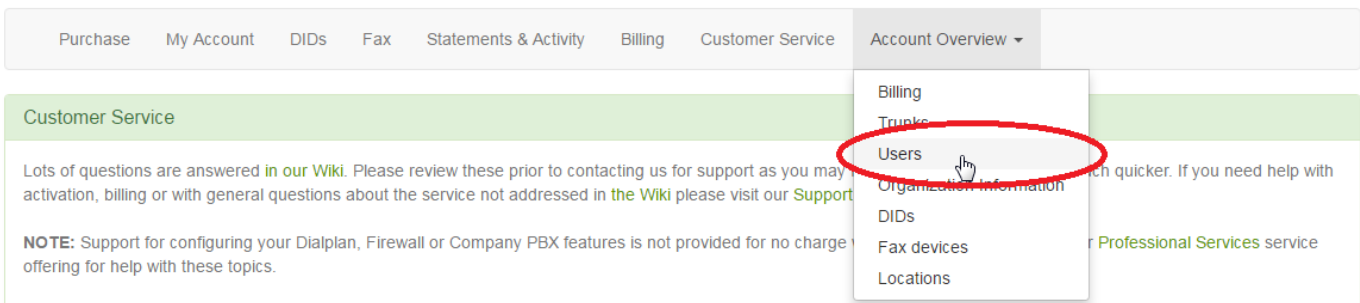 Purchase My Account DIDs Fax Statements & Activity Billing Customer Service Account Overview
Billing
Trunks
Users
Organization Information
DIDs
Fax devices
Locations
Customer Service
Lots of questions are answered in our Wiki. Please review these prior to contacting us for support as you may ch quicker. If you need help with
activation, billing or with general questions about the service not addressed in the Wiki please visit our Support
NOTE: Support for configuring your Dialplan, Firewall or Company PBX features is not provided for no charge r Professional Services service
offering for help with these topics.